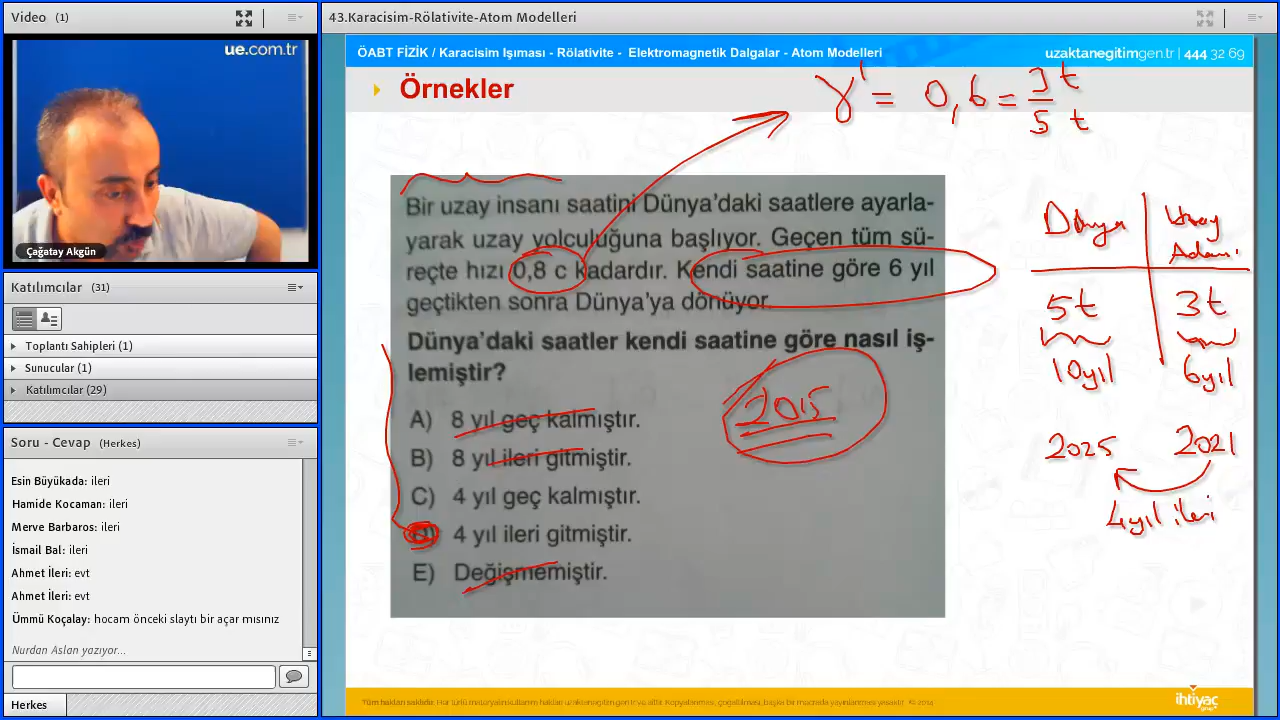 Video (1)
ue.com.tr
Çağatay Akgün
Katılımcılar (31)
Toplantı Sahipleri (1)
Sunucular (1)
Katılımcılar (29)
Soru - Cevap (Herkes)
Esin Büyükada: ileri
Hamide Kocaman: ileri
Merve Barbaros: ileri
İsmail Bal: ileri
Ahmet İleri: evt
Ahmet İleri: evt
Ümmü Koçalay: hocam önceki slaytı bir açar mısınız
Nurdan Aslan yazıyor...
Herkes
43.Karacisim-Rölativite-Atom Modelleri
ÖABT FİZİK / Karacisim Işıması - Rölativite - Elektromagnetik Dalgalar - Atom Modelleri
uzaktanegitimgen.tr | 444 32 69
Örnekler
γ' = 0,6 = 3t/5t
Bir uzay insanı saatini Dünya'daki saatlere ayarla-
yarak uzay yolculuğuna başlıyor. Geçen tüm sü-
reçte hızı 0,8 c kadardır. Kendi saatine göre 6 yıl
geçtikten sonra Dünya'ya dönüyor.
Dünya'daki saatler kendi saatine göre nasıl iş-
lemiştir?
A) 8 yıl geç kalmıştır.
B) 8 yıl ileri gitmiştir.
C) 4 yıl geç kalmıştır.
D) 4 yıl ileri gitmiştir.
E) Değişmemiştir.
2015
Dünya Uzay Adamı
5t 3t
10yıl 6yıl
2025 2021
4yıl ileri
ihtiyaç